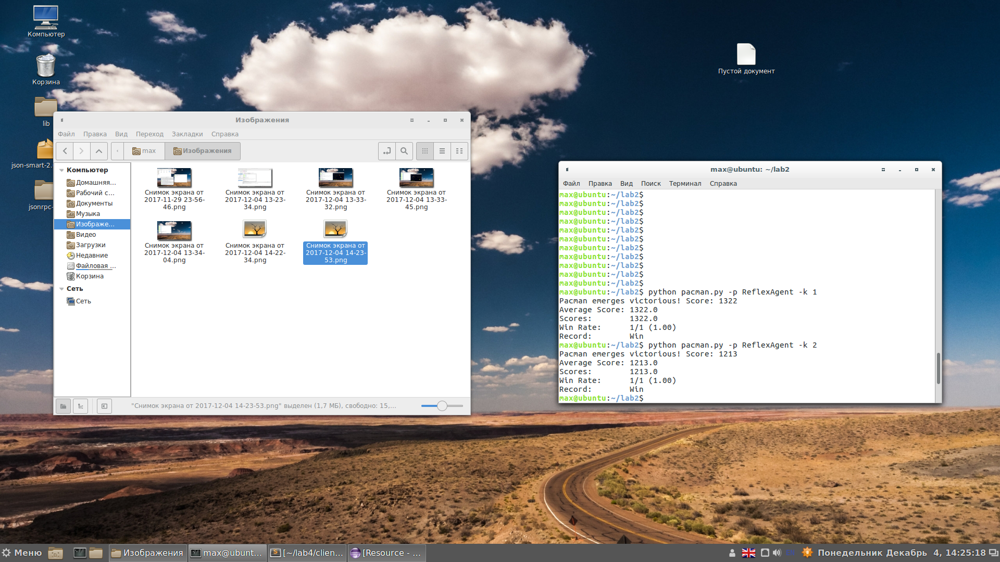 Компьютер
Корзина
lib
json-smart-2.
jsonrpc-
Пустой документ
Изображения
Файл Правка Вид Переход Закладки Справка
max Изображения
Компьютер
Домашняя...
Рабочий с...
Документы
Музыка
Изображе...
Видео
Загрузки
Недавние
Файловая ...
Корзина
Сеть
Сеть
Снимок экрана от
2017-11-29 23-56-
46.png
Снимок экрана от
2017-12-04 13-23-
34.png
Снимок экрана от
2017-12-04 13-33-
32.png
Снимок экрана от
2017-12-04 13-33-
45.png
Снимок экрана от
2017-12-04 13-34-
04.png
Снимок экрана от
2017-12-04 14-22-
34.png
Снимок экрана от
2017-12-04 14-23-
53.png
"Снимок экрана от 2017-12-04 14-23-53.png" выделен (1,7 МБ), свободно: 15,...
max@ubuntu: ~/lab2
Файл Правка Вид Поиск Терминал Справка
max@ubuntu:~/lab2$
max@ubuntu:~/lab2$
max@ubuntu:~/lab2$
max@ubuntu:~/lab2$
max@ubuntu:~/lab2$
max@ubuntu:~/lab2$
max@ubuntu:~/lab2$
max@ubuntu:~/lab2$
max@ubuntu:~/lab2$
max@ubuntu:~/lab2$
max@ubuntu:~/lab2$
max@ubuntu:~/lab2$ python pacman.py -p ReflexAgent -k 1
Pacman emerges victorious! Score: 1322
Average Score: 1322.0
Scores: 1322.0
Win Rate: 1/1 (1.00)
Record: Win
max@ubuntu:~/lab2$ python pacman.py -p ReflexAgent -k 2
Pacman emerges victorious! Score: 1213
Average Score: 1213.0
Scores: 1213.0
Win Rate: 1/1 (1.00)
Record: Win
max@ubuntu:~/lab2$
Меню Изображения max@ubunt... [~/lab4/clien... [Resource - ... Понедельник Декабрь 4, 14:25:18